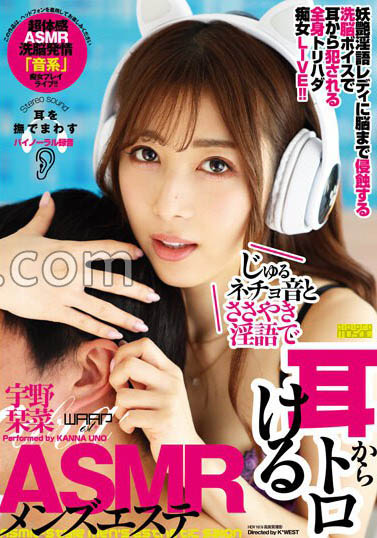 超体感
ASMR
洗脳発情
「音系」
痴女プレイ
ライブ!!
Stereo sound
耳を
撫でまわす
バイノーラル録音
妖艶淫語レディに脳まで侵蝕する
洗脳ボイスで
耳から犯される
全身トリハダ
痴女LIVE!!
.com
じゅる
ネチョ音と
ささやき
淫語で
耳から
トロける
宇野栞菜
WAAP
Performed by KANNA UNO
ASMR
メンズエステ
Directed by K*WEST